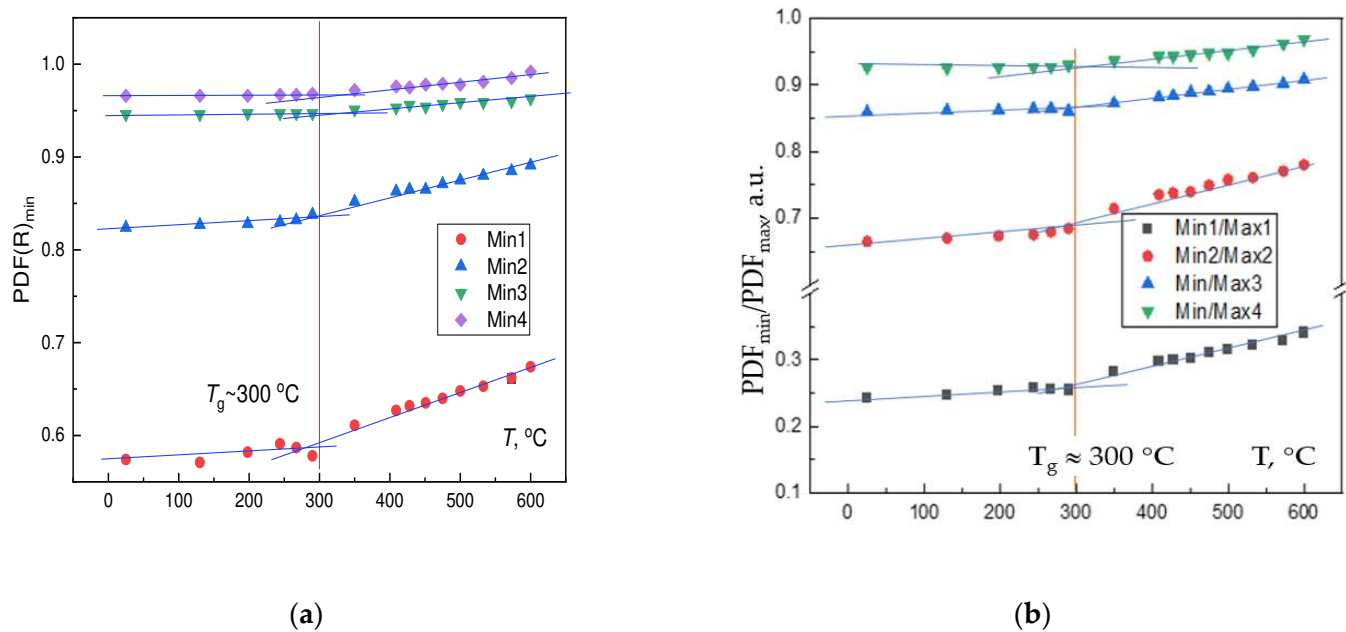 PDF(R)min
1.0
0.9
0.8
0.7
0.6
Min1
Min2
Min3
Min4
Tg~300 °C
T, °C
0 100 200 300 400 500 600
(a)
PDFmin/PDFmax, a.u.
1.0
0.9
0.8
0.7
0.3
0.2
0.1
Min1/Max1
Min2/Max2
Min/Max3
Min/Max4
Tg ≈ 300 °C
T, °C
0 100 200 300 400 500 600
(b)